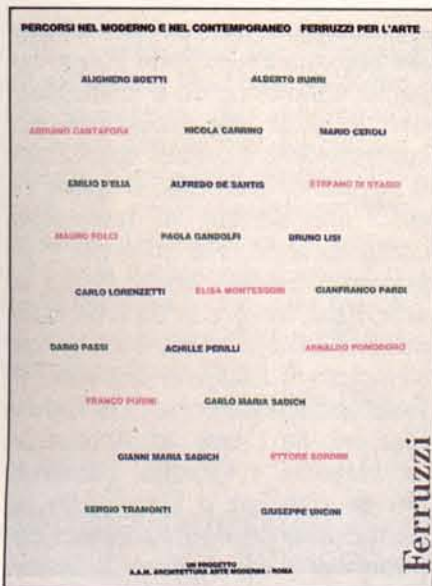 PERCORSI NEL MODERNO E NEL CONTEMPORANEO FERRUZZI PER L'ARTE
ALIGHIERO BOETTI ALBERTO BURRI
ARDUINO CANTAFORA NICOLA CARRINO MARIO CEROLI
EMILIO D'ELIA ALFREDO DE SANTIS STEFANO DI STASIO
MAURO FOLCI PAOLA GANDOLFI BRUNO LISI
CARLO LORENZETTI ELISA MONTESSORI GIANFRANCO PARDI
DARIO PASSI ACHILLE PERILLI ARNALDO POMODORO
FRANCO PURINI CARLO MARIA SADICH
GIANNI MARIA SADICH ETTORE SORDINI
SERGIO TRAMONTI GIUSEPPE UNCINI
UN PROGETTO
A.A.M. ARCHITETTURA ARTE MODERNA - ROMA
Ferruzzi